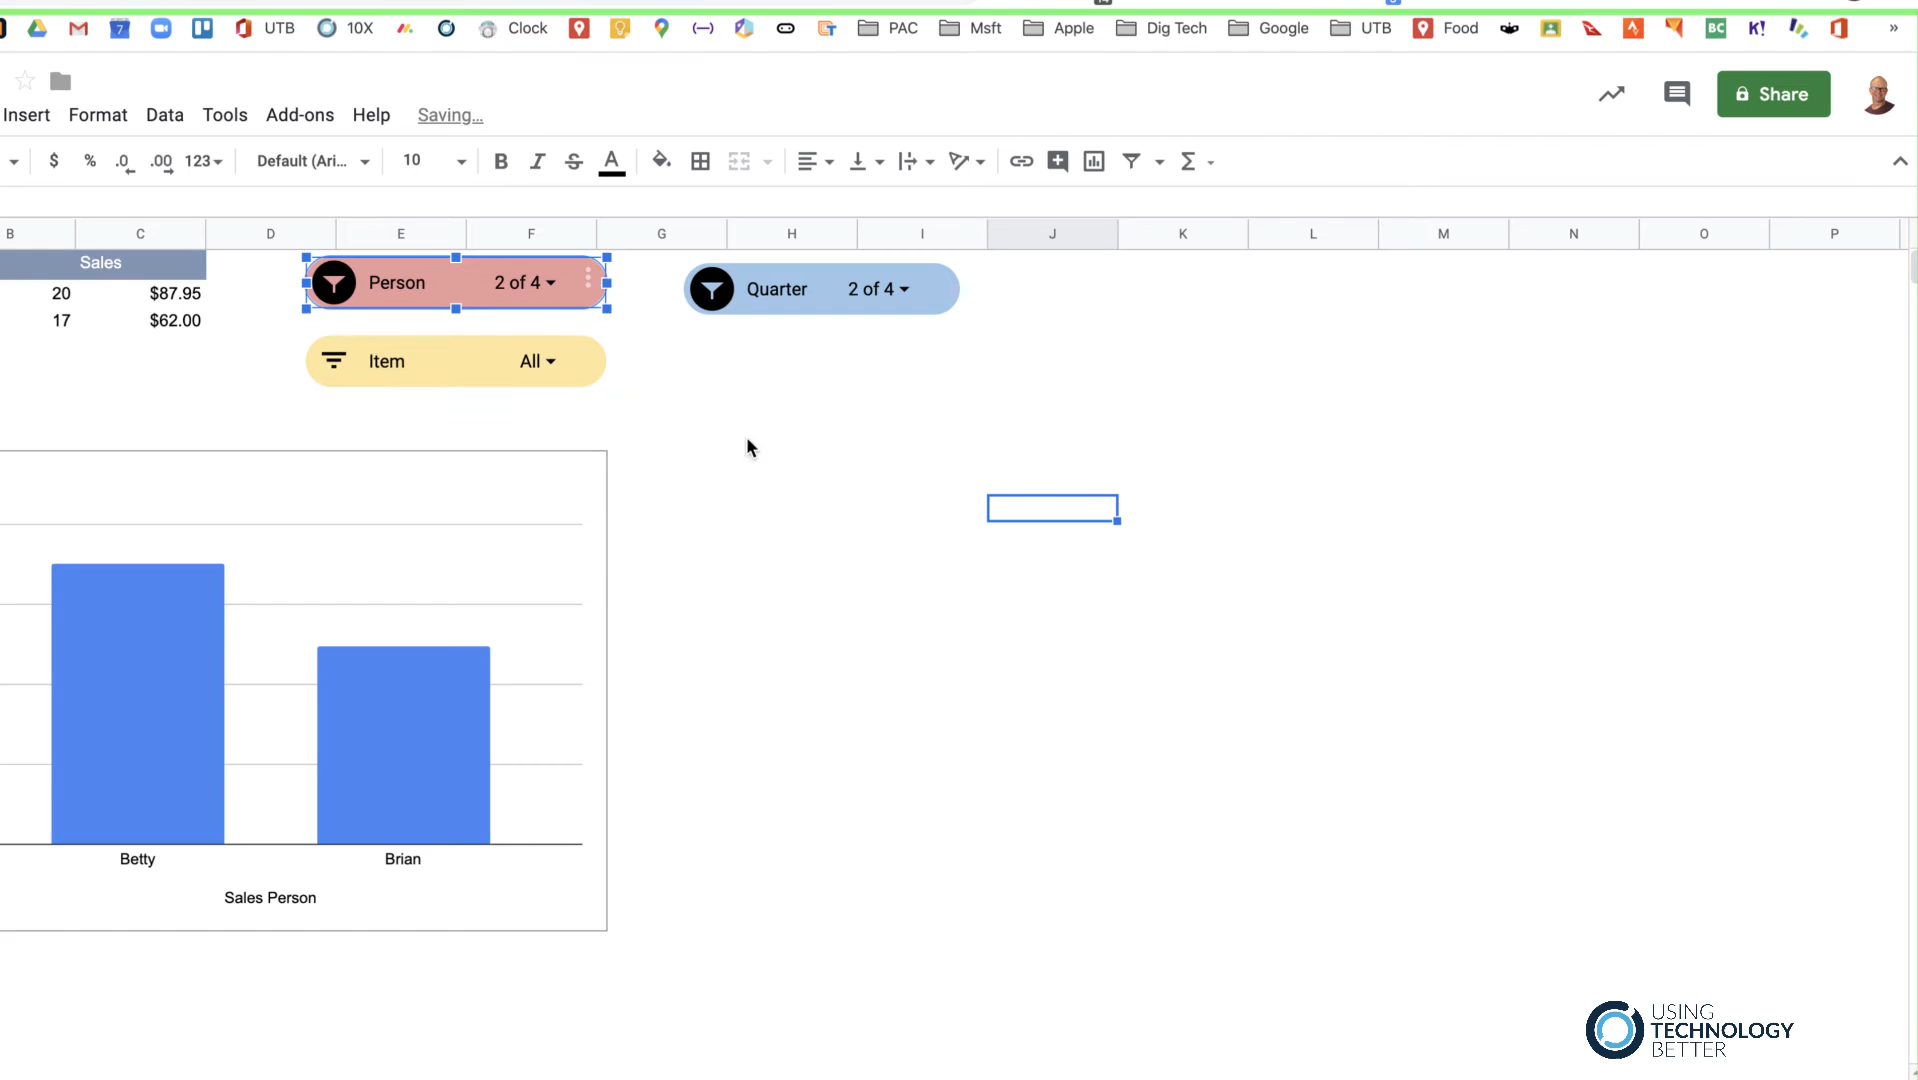 UTB
10X
Clock
PAC
Msft
Apple
Dig Tech
Google
UTB
Food
BC
K!
»
Insert Format Data Tools Add-ons Help Saving...
Share
$ % .0 .00 123 Default (Ari... 10 B I S A Σ
B C D E F G H I J K L M N O P
Sales
20 $87.95
17 $62.00
Person 2 of 4
Quarter 2 of 4
Item All
Betty Brian
Sales Person
USING
TECHNOLOGY
BETTER